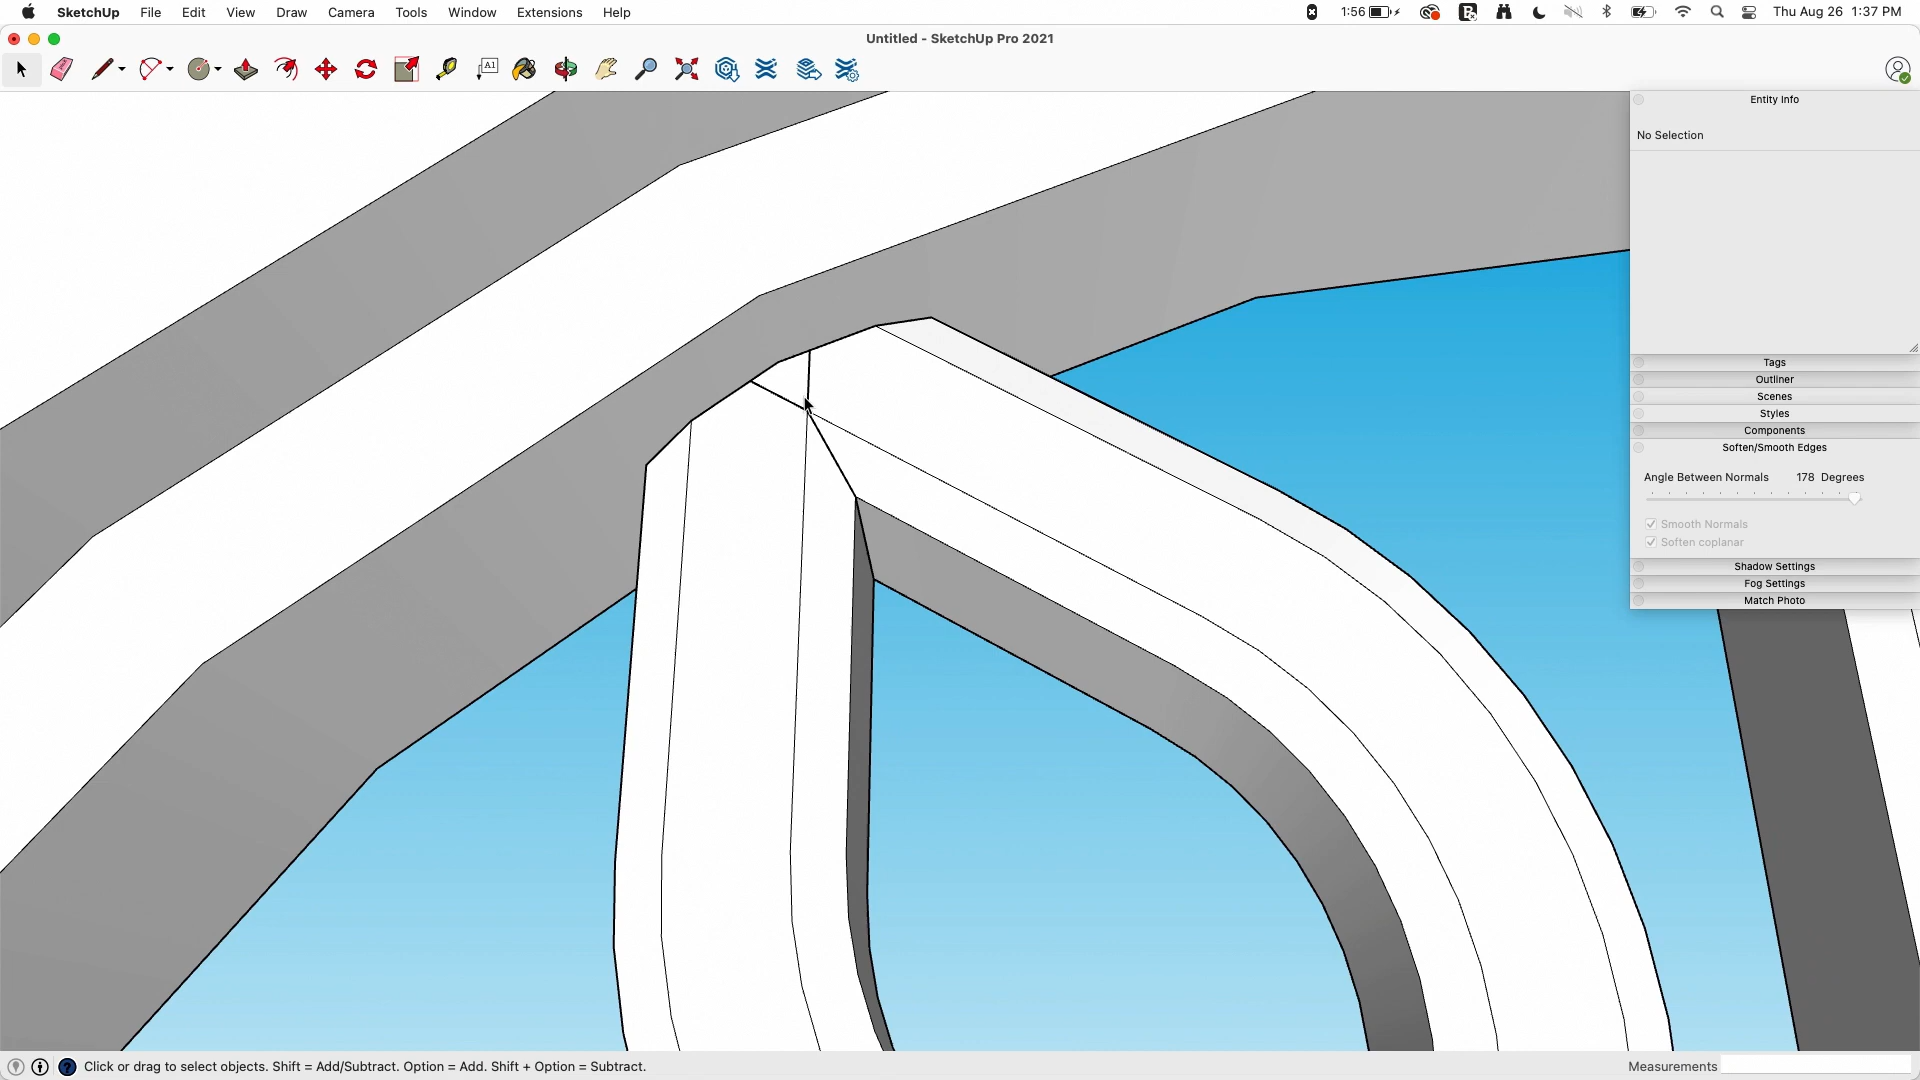 SketchUp File Edit View Draw Camera Tools Window Extensions Help 1:56 Thu Aug 26 1:37 PM
Untitled - SketchUp Pro 2021
A1
Entity Info
No Selection
Tags
Outliner
Scenes
Styles
Components
Soften/Smooth Edges
Angle Between Normals 178 Degrees
Smooth Normals
Soften coplanar
Shadow Settings
Fog Settings
Match Photo
Click or drag to select objects. Shift = Add/Subtract. Option = Add. Shift + Option = Subtract. Measurements